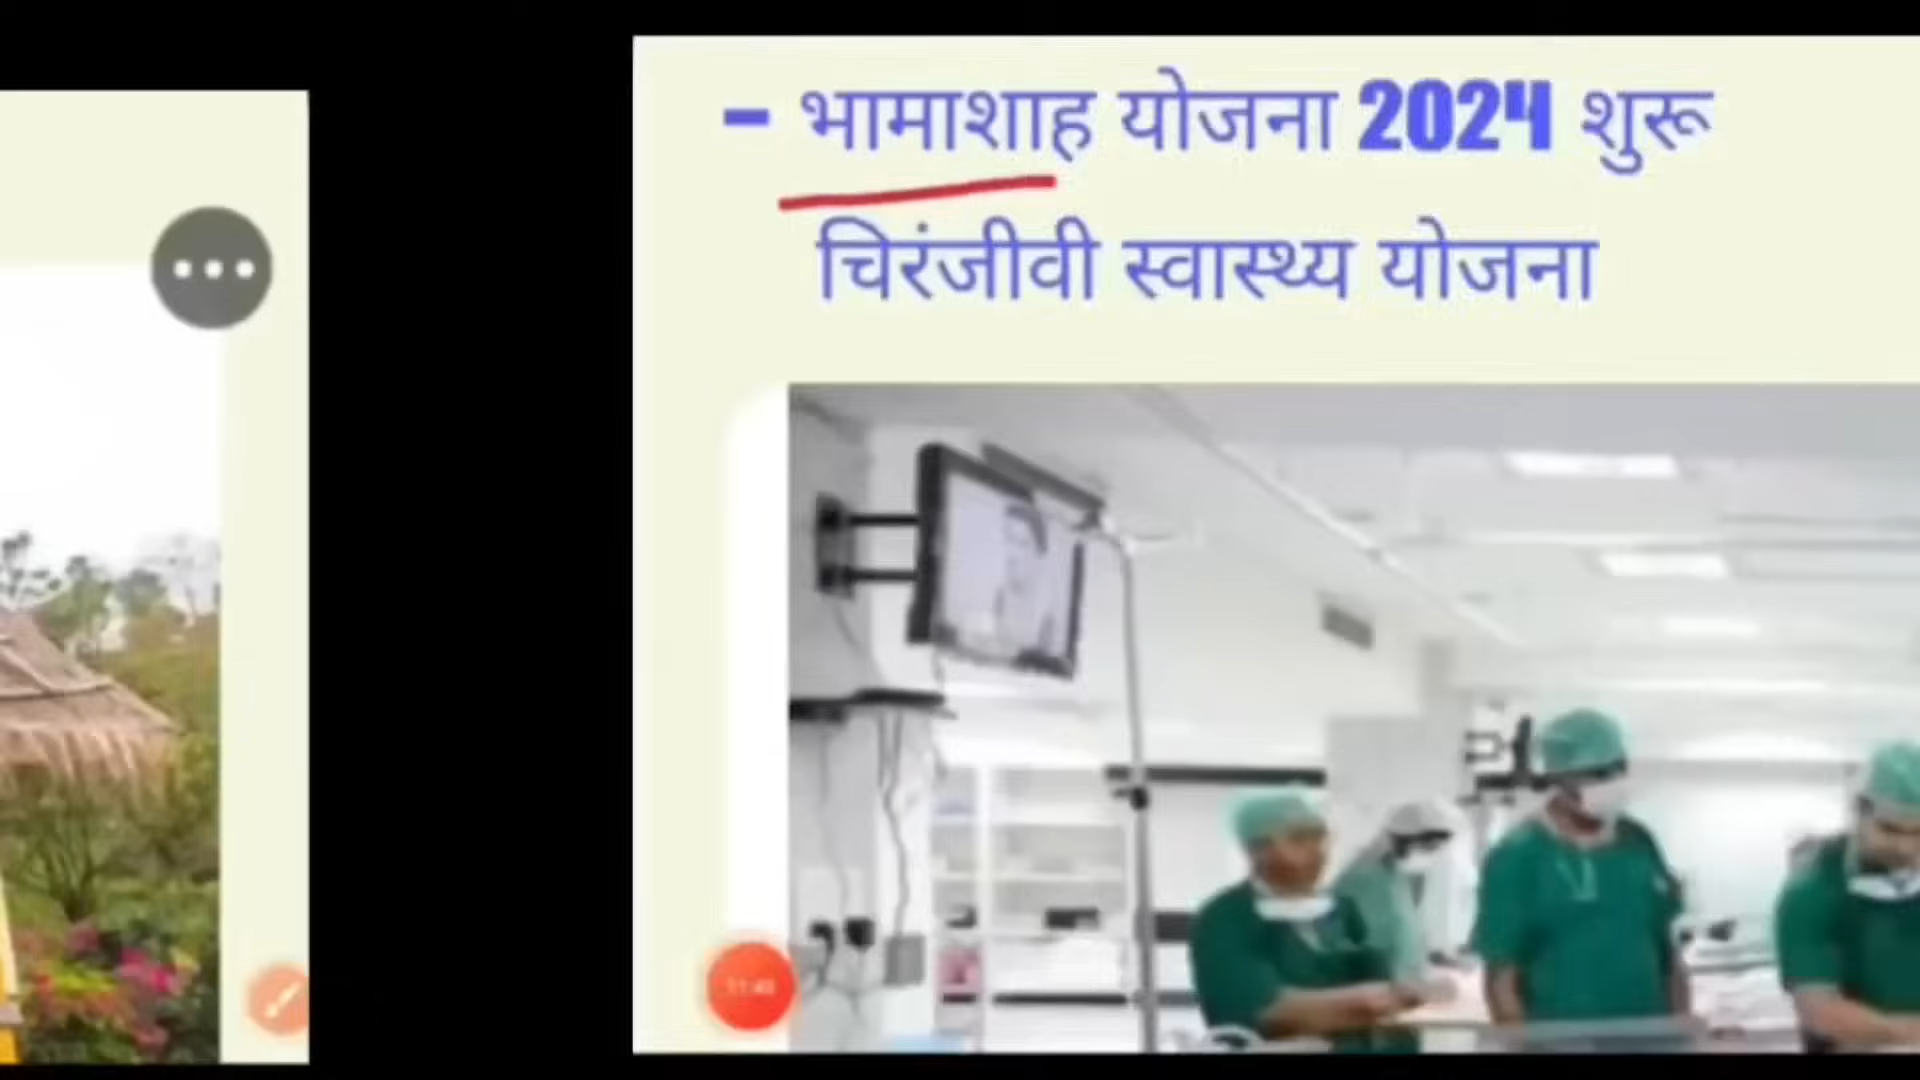 - भामाशाह योजना 2024 शुरू
चिरंजीवी स्वास्थ्य योजना